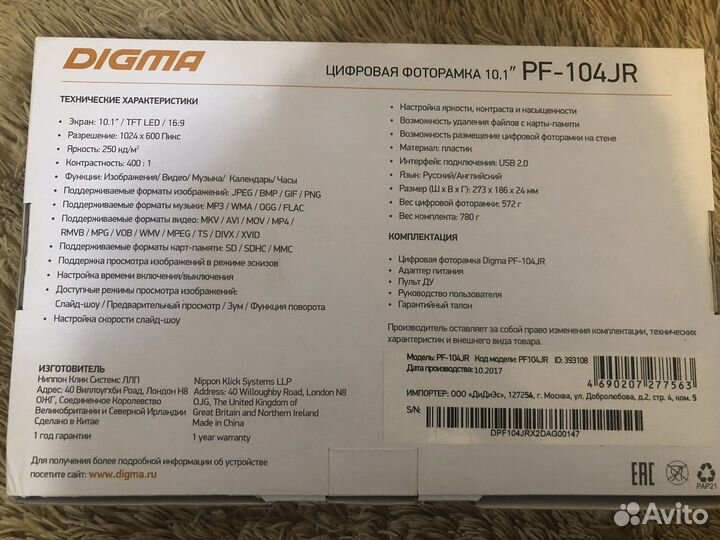 DIGMA
ЦИФРОВАЯ ФОТОРАМКА 10.1" PF-104JR
ТЕХНИЧЕСКИЕ ХАРАКТЕРИСТИКИ
• Экран: 10.1" / TFT LED / 16:9
• Разрешение: 1024 x 600 Пикс
• Яркость: 250 кд/м²
• Контрастность: 400 : 1
• Функции: Изображения/ Видео/ Музыка/ Календарь/ Часы
• Поддерживаемые форматы изображений: JPEG / BMP / GIF / PNG
• Поддерживаемые форматы музыки: MP3 / WMA / OGG / FLAC
• Поддерживаемые форматы видео: MKV / AVI / MOV / MP4 /
RMVB / MPG / VOB / WMV / MPEG / TS / DIVX / XVID
• Поддерживаемые форматы карт-памяти: SD / SDHC / MMC
• Поддержка просмотра изображений в режиме эскизов
• Настройка времени включения/выключения
• Доступные режимы просмотра изображений:
Слайд-шоу / Предварительный просмотр / Зум / Функция поворота
• Настройка скорости слайд-шоу
• Настройка яркости, контраста и насыщенности
• Возможность удаления файлов с карты-памяти
• Возможность размещение цифровой фоторамки на стене
• Материал: пластик
• Интерфейс подключения: USB 2.0
• Язык: Русский/Английский
• Размер (Ш х В х Г): 273 x 186 x 24 мм
• Вес цифровой фоторамки: 572 г
• Вес комплекта: 780 г
КОМПЛЕКТАЦИЯ
• Цифровая фоторамка Digma PF-104JR
• Адаптер питания
• Пульт ДУ
• Руководство пользователя
• Гарантийный талон
Производитель оставляет за собой право изменения комплектации, технических
характеристик и внешнего вида товара.
ИЗГОТОВИТЕЛЬ
Ниппон Клик Системс ЛЛП
Адрес: 40 Виллоугхби Роад, Лондон Н8
ОЖГ, Соединенное Королевство
Великобритании и Северной Ирландии
Сделано в Китае
1 год гарантии
Nippon Klick Systems LLP
Address: 40 Willoughby Road, London N8
OJG, The United Kingdom of
Great Britain and Northern Ireland
Made in China
1 year warranty
Модель: PF-104JR Код модели: PF104JR ID: 393108
Дата производства: 10.2017
4 690207 277563
ИМПОРТЕР: ООО «ДиДиЭс», 127254, г. Москва, ул. Добролюбова, д.2, стр. 4, ком. 5
S/N:
DPF104JRX2DAG00147
Для получения более подробной информации об устройстве
посетите сайт: www.digma.ru
EAC
PAP21
Avito